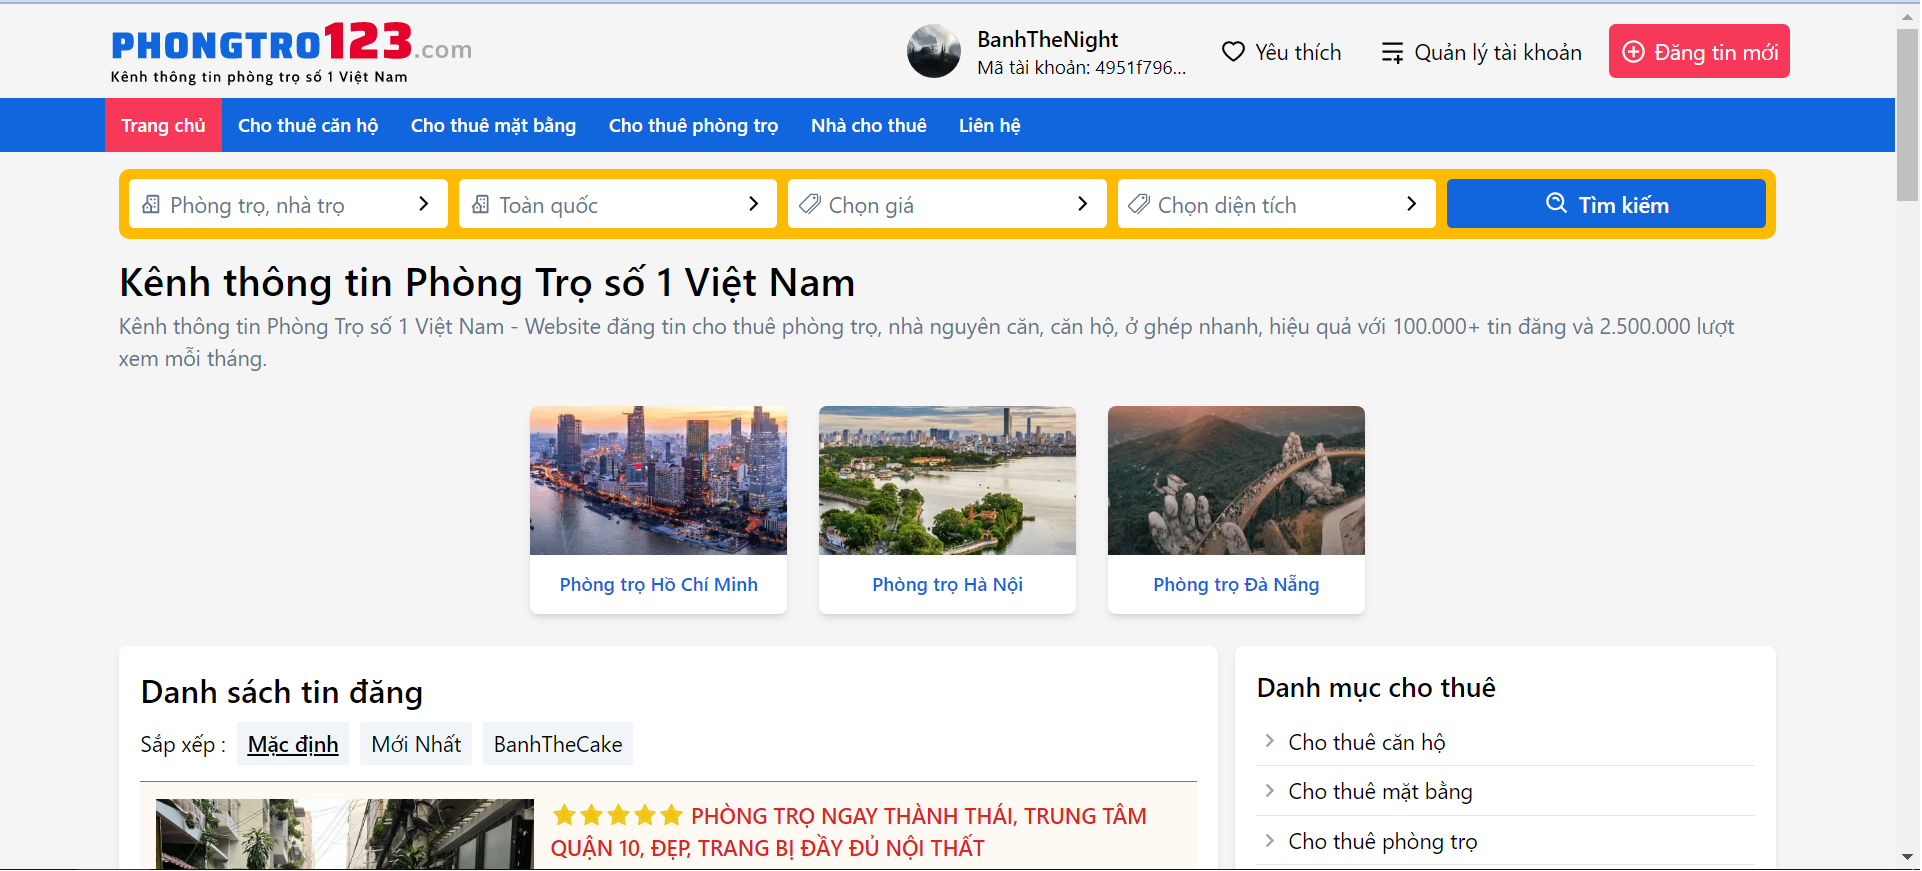 PHONGTRO123.com
Kênh thông tin phòng trọ số 1 Việt Nam
BanhTheNight
Mã tài khoản: 4951f796...
Yêu thích
Quản lý tài khoản
Đăng tin mới
Trang chủ
Cho thuê căn hộ
Cho thuê mặt bằng
Cho thuê phòng trọ
Nhà cho thuê
Liên hệ
Phòng trọ, nhà trọ
Toàn quốc
Chọn giá
Chọn diện tích
Tìm kiếm
Kênh thông tin Phòng Trọ số 1 Việt Nam
Kênh thông tin Phòng Trọ số 1 Việt Nam - Website đăng tin cho thuê phòng trọ, nhà nguyên căn, căn hộ, ở ghép nhanh, hiệu quả với 100.000+ tin đăng và 2.500.000 lượt
xem mỗi tháng.
Phòng trọ Hồ Chí Minh
Phòng trọ Hà Nội
Phòng trọ Đà Nẵng
Danh sách tin đăng
Sắp xếp :
Mặc định
Mới Nhất
BanhTheCake
PHÒNG TRỌ NGAY THÀNH THÁI, TRUNG TÂM
QUẬN 10, ĐẸP, TRANG BỊ ĐẦY ĐỦ NỘI THẤT
Danh mục cho thuê
Cho thuê căn hộ
Cho thuê mặt bằng
Cho thuê phòng trọ